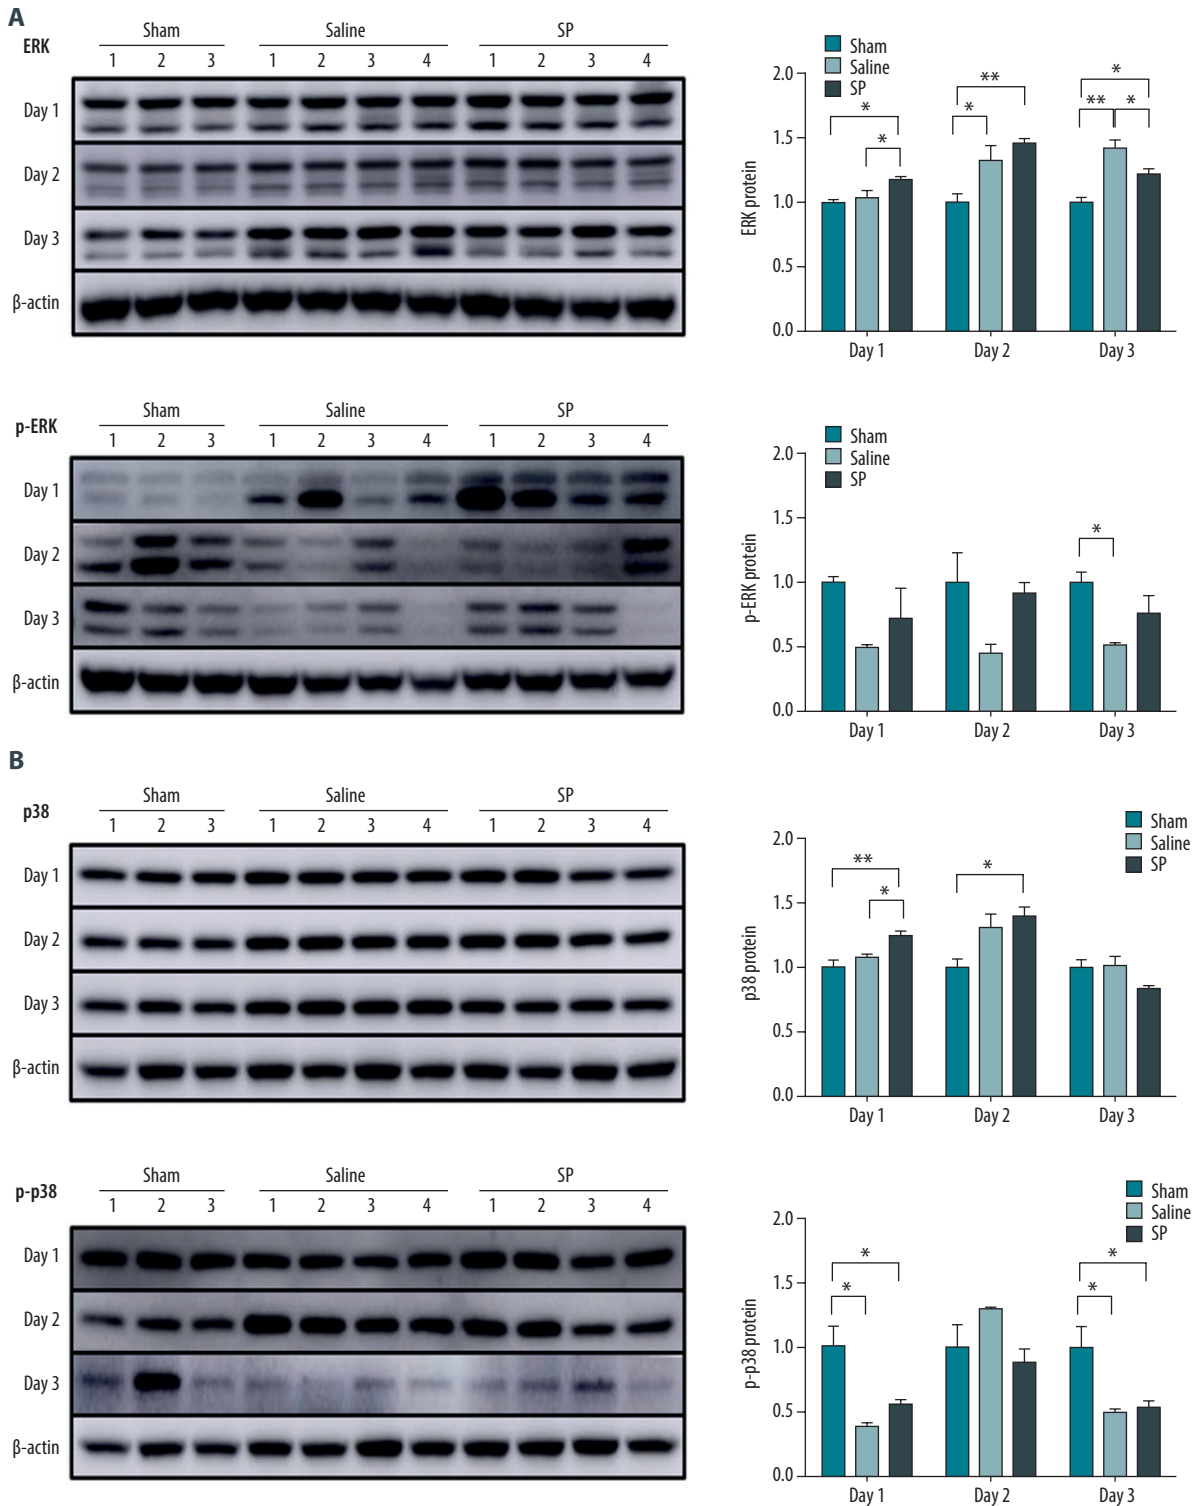 A
ERK
Sham Saline SP
1 2 3 1 2 3 4 1 2 3 4
Day 1
Day 2
Day 3
β-actin
Sham
Saline
SP
ERK protein
2.0
1.5
1.0
0.5
0.0
* * * ** * ** *
Day 1 Day 2 Day 3
p-ERK
Sham Saline SP
1 2 3 1 2 3 4 1 2 3 4
Day 1
Day 2
Day 3
β-actin
Sham
Saline
SP
p-ERK protein
2.0
1.5
1.0
0.5
0.0
*
Day 1 Day 2 Day 3
B
p38
Sham Saline SP
1 2 3 1 2 3 4 1 2 3 4
Day 1
Day 2
Day 3
β-actin
Sham
Saline
SP
p38 protein
2.0
1.5
1.0
0.5
0.0
** * *
Day 1 Day 2 Day 3
p-p38
Sham Saline SP
1 2 3 1 2 3 4 1 2 3 4
Day 1
Day 2
Day 3
β-actin
Sham
Saline
SP
p-p38 protein
2.0
1.5
1.0
0.5
0.0
* * * *
Day 1 Day 2 Day 3